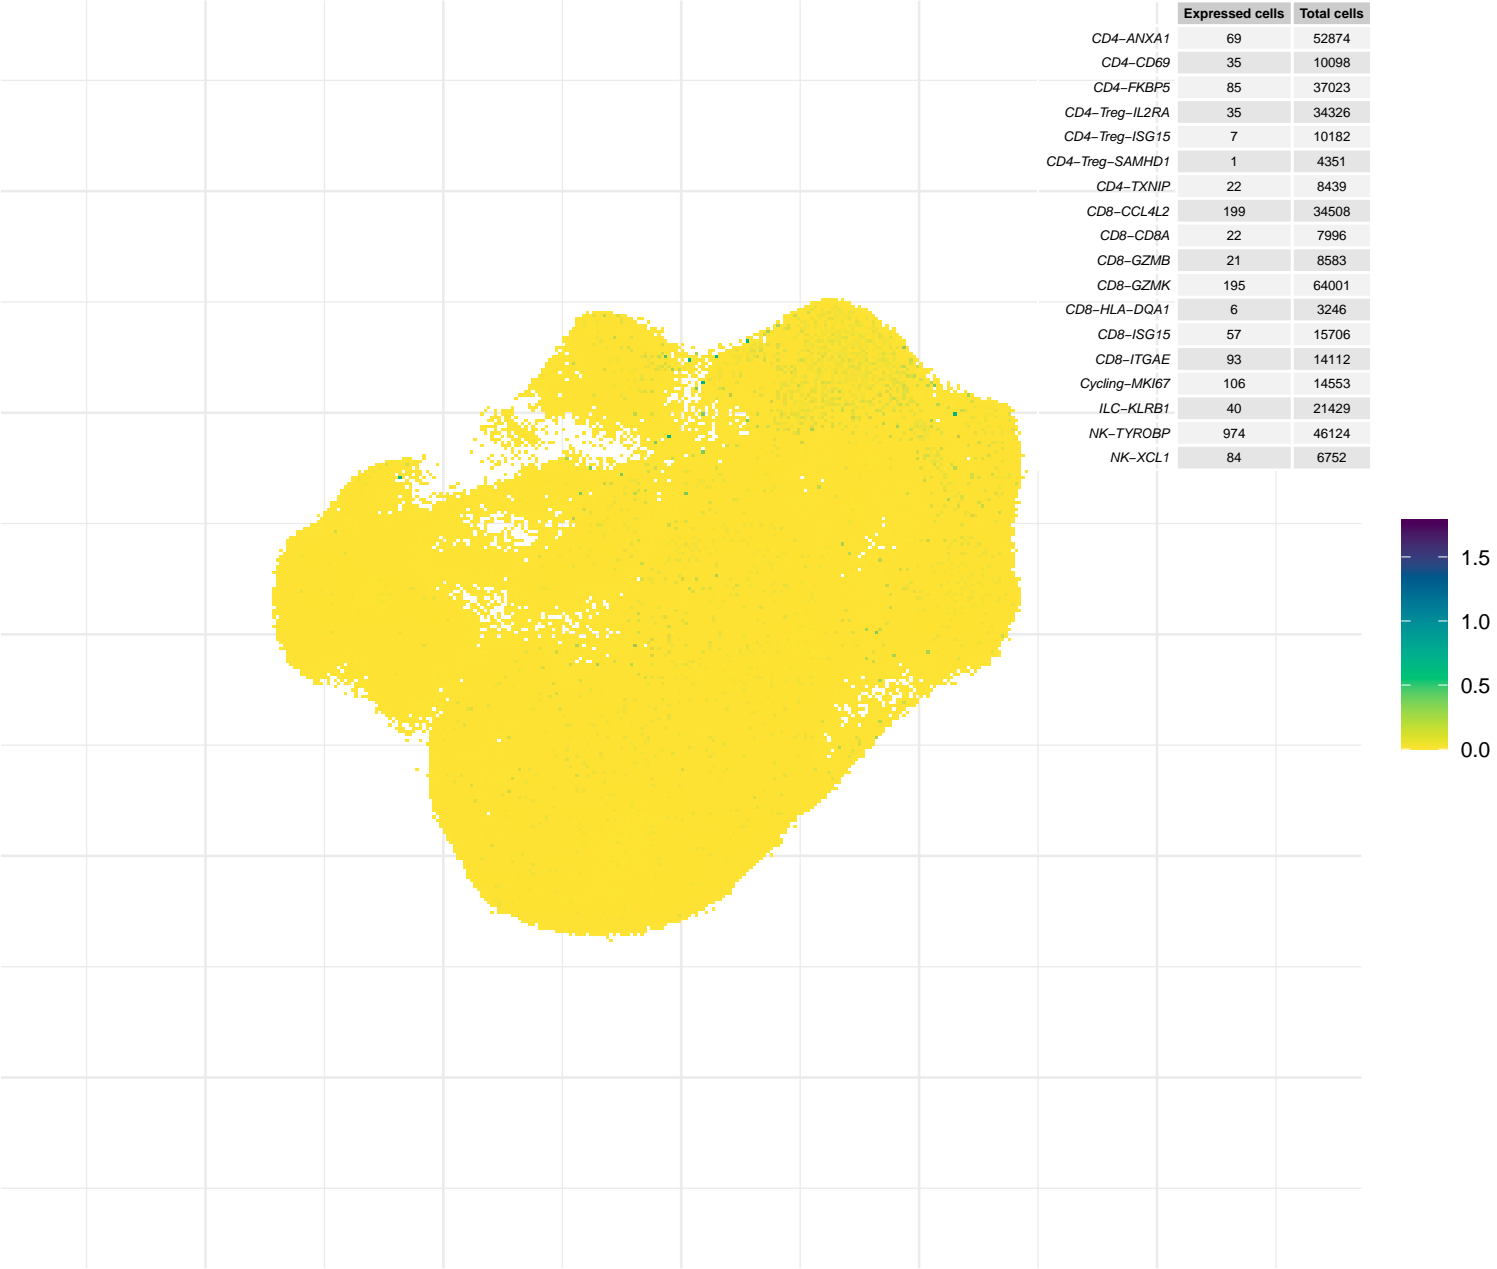 Expressed cells Total cells
CD4−ANXA1 69 52874
CD4−CD69 35 10098
CD4−FKBP5 85 37023
CD4−Treg−IL2RA 35 34326
CD4−Treg−ISG15 7 10182
CD4−Treg−SAMHD1 1 4351
CD4−TXNIP 22 8439
CD8−CCL4L2 199 34508
CD8−CD8A 22 7996
CD8−GZMB 21 8583
CD8−GZMK 195 64001
CD8−HLA−DQA1 6 3246
CD8−ISG15 57 15706
CD8−ITGAE 93 14112
Cycling−MKI67 106 14553
ILC−KLRB1 40 21429
NK−TYROBP 974 46124
NK−XCL1 84 6752
1.5
1.0
0.5
0.0